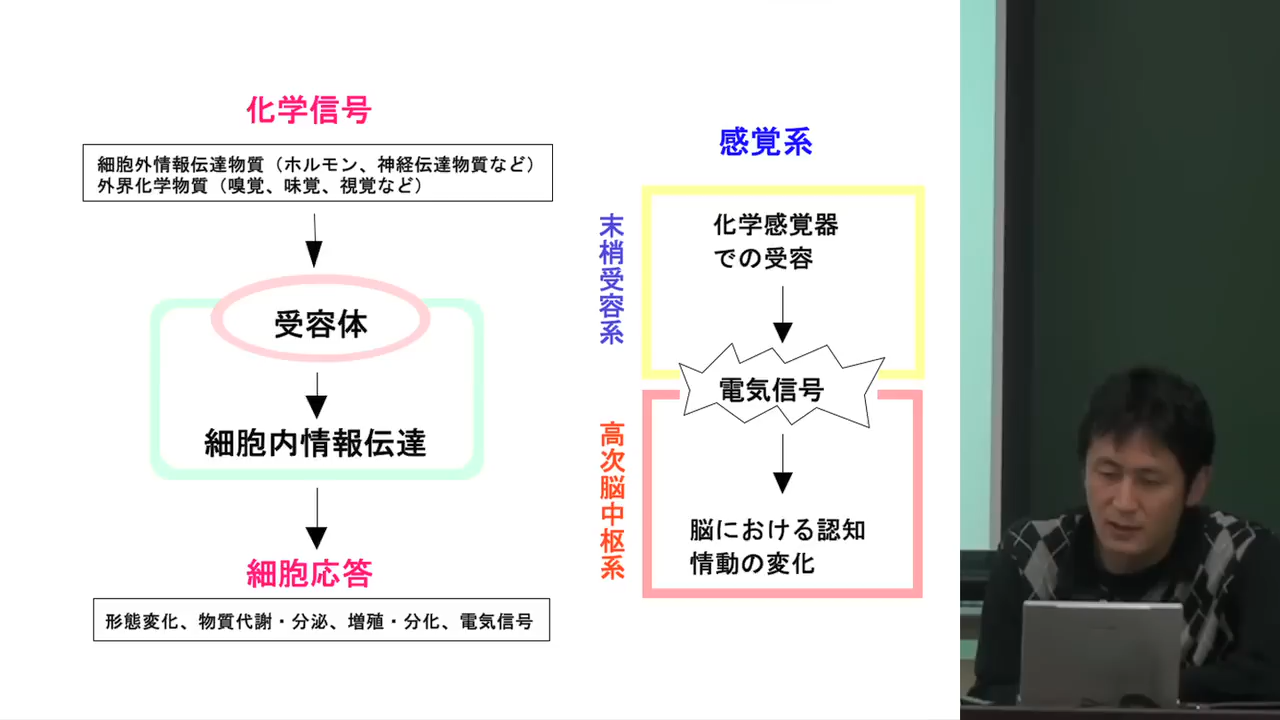 化学信号
細胞外情報伝達物質（ホルモン、神経伝達物質など）
外界化学物質（嗅覚、味覚、視覚など）
受容体
細胞内情報伝達
細胞応答
形態変化、物質代謝・分泌、増殖・分化、電気信号
感覚系
末梢受容系
化学感覚器
での受容
電気信号
高次脳中枢系
脳における認知
情動の変化